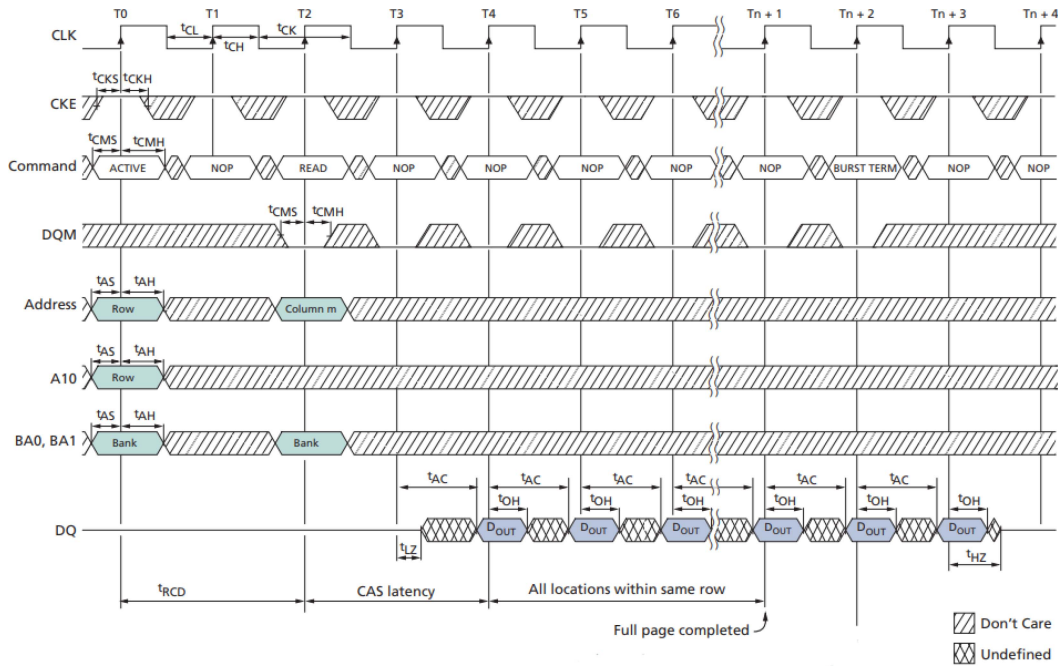 T0 T1 T2 T3 T4 T5 T6 Tn + 1 Tn + 2 Tn + 3 Tn + 4
CLK tCL tCH tCK
tCKS tCKH
CKE
tCMS tCMH
Command ACTIVE NOP READ NOP NOP NOP NOP NOP BURST TERM NOP NOP
tCMS tCMH
DQM
tAS tAH
Address Row Column m
tAS tAH
A10 Row
tAS tAH
BA0, BA1 Bank Bank
tAC tAC tAC tAC tAC tAC
tOH tOH tOH tOH tOH tOH
DQ DOUT DOUT DOUT DOUT DOUT DOUT
tLZ tHZ
tRCD CAS latency All locations within same row
Full page completed
Don't Care
Undefined